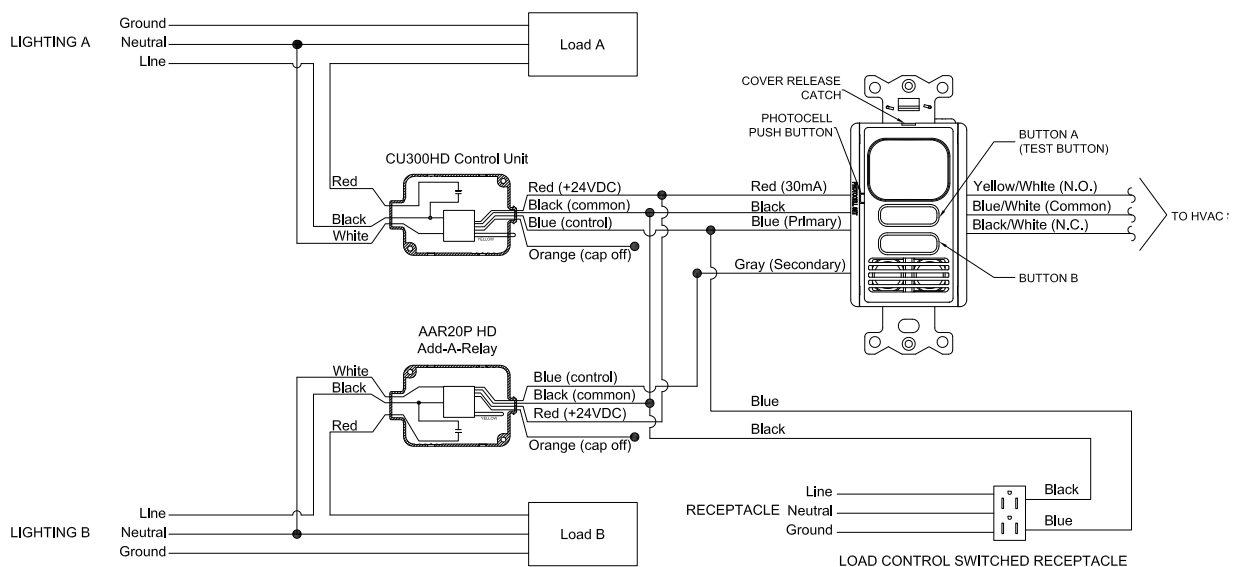 Ground
LIGHTING A
Neutral
Line
Load A
COVER RELEASE
CATCH
PHOTOCELL
PUSH BUTTON
BUTTON A
(TEST BUTTON)
CU300HD Control Unit
Red
Black
White
YELLOW
Red (+24VDC)
Black (common)
Blue (control)
Orange (cap off)
Red (30mA)
Black
Blue (Primary)
Gray (Secondary)
Yellow/White (N.O.)
Blue/White (Common)
Black/White (N.C.)
TO HVAC
BUTTON B
AAR20P HD
Add-A-Relay
White
Black
Red
YELLOW
Blue (control)
Black (common)
Red (+24VDC)
Orange (cap off)
Blue
Black
Line
LIGHTING B
Neutral
Ground
Load B
Line
RECEPTACLE
Neutral
Ground
Black
Blue
LOAD CONTROL SWITCHED RECEPTACLE